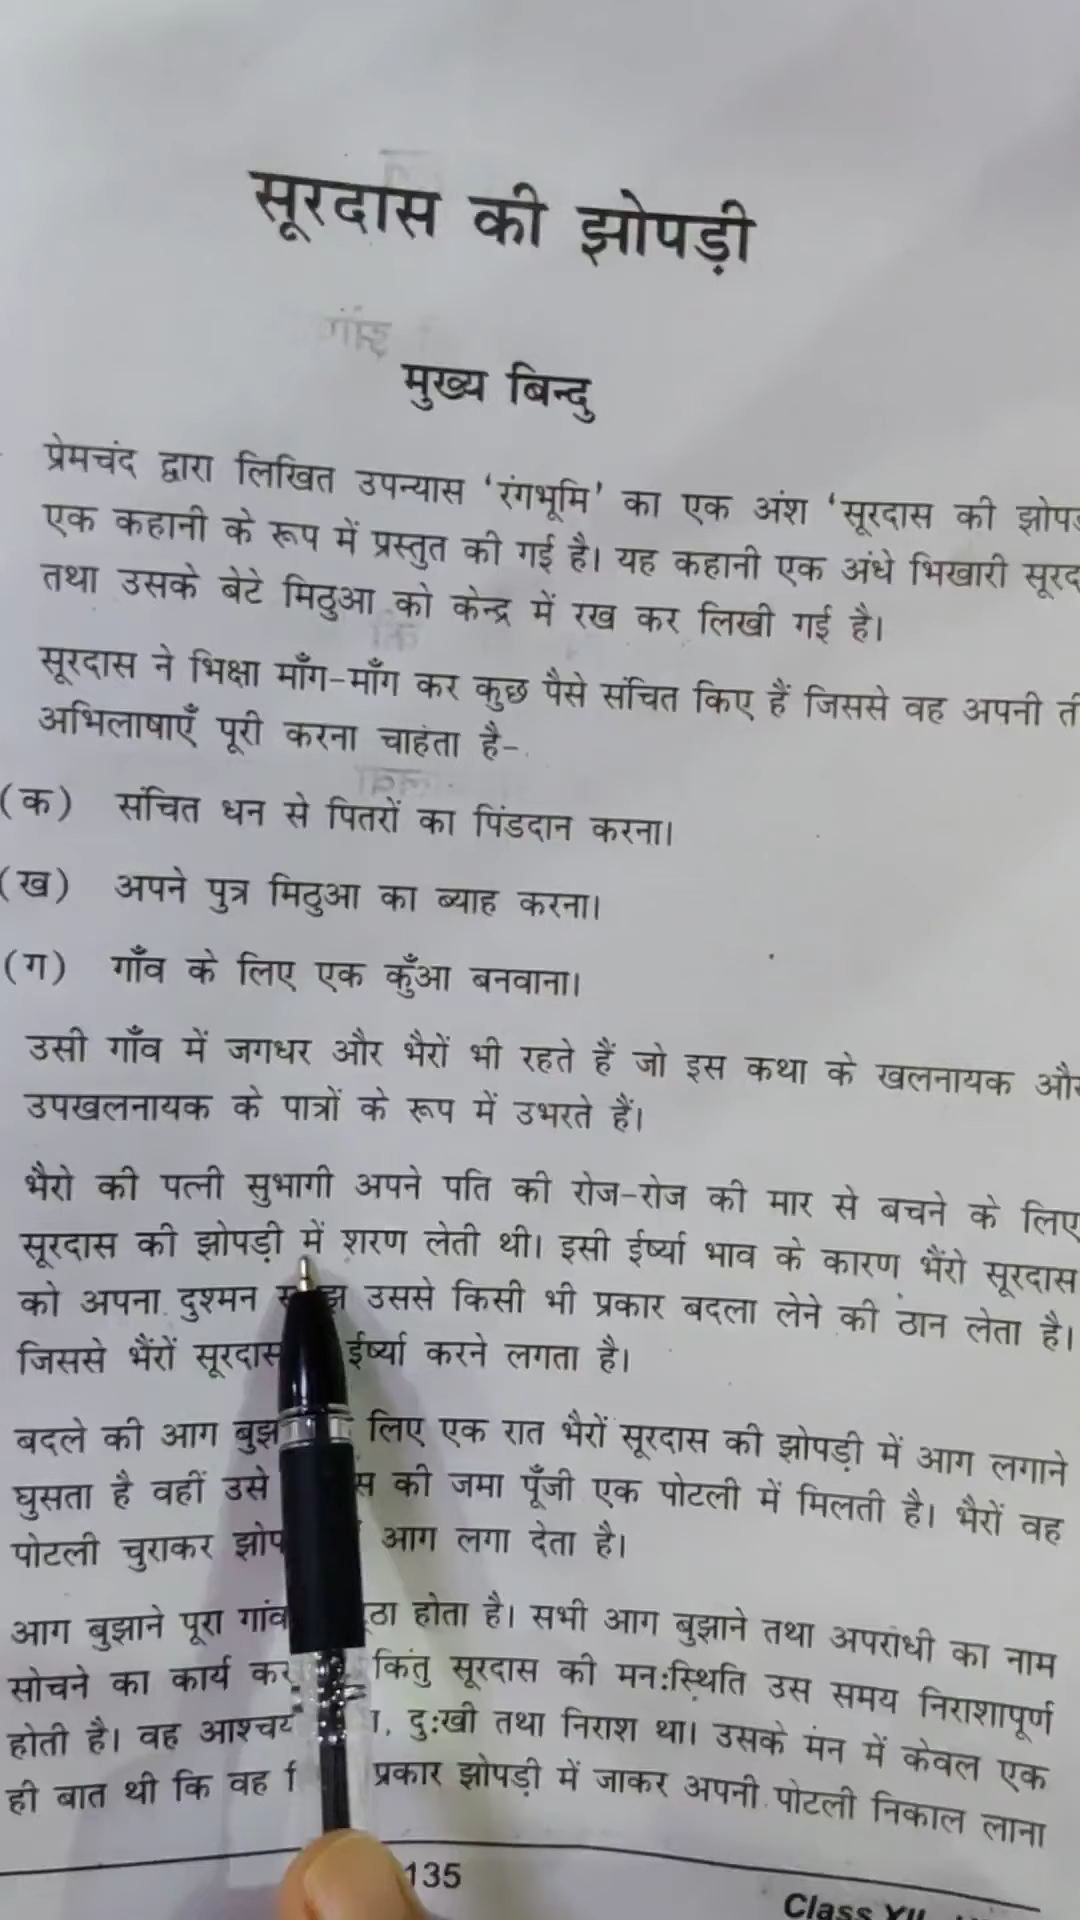 सूरदास की झोपड़ी
मुख्य बिन्दु
प्रेमचंद द्वारा लिखित उपन्यास 'रंगभूमि' का एक अंश 'सूरदास की
एक कहानी के रूप में प्रस्तुत की गई है। यह कहानी एक अंधे भिखारी
तथा उसके बेटे मिठुआ को केन्द्र में रख कर लिखी गई है।
सूरदास ने भिक्षा माँग-माँग कर कुछ पैसे संचित किए हैं जिससे वह अपनी
अभिलाषाएँ पूरी करना चाहंता है-
(क) संचित धन से पितरों का पिंडदान करना।
(ख) अपने पुत्र मिठुआ का ब्याह करना।
(ग) गाँव के लिए एक कुँआ बनवाना।
उसी गाँव में जगधर और भैरों भी रहते हैं जो इस कथा के खलनायक
उपखलनायक के पात्रों के रूप में उभरते हैं।
भैरो की पत्नी सुभागी अपने पति की रोज-रोज की मार से बचने के लिए
सूरदास की झोपड़ी में शरण लेती थी। इसी ईर्ष्या भाव के कारण भैंरो सूरदास
को अपना दुश्मन उससे किसी भी प्रकार बदला लेने की ठान लेता है।
जिससे भैंरों सूरदास ईर्ष्या करने लगता है।
बदले की आग लिए एक रात भैरों सूरदास की झोपड़ी में आग लगाने
घुसता है वहीं उसे की जमा पूँजी एक पोटली में मिलती है। भैरों वह
पोटली चुराकर आग लगा देता है।
आग बुझाने पूरा गांव होता है। सभी आग बुझाने तथा अपराधी का नाम
सोचने का कार्य किंतु सूरदास की मन:स्थिति उस समय निराशापूर्ण
होती है। वह दु:खी तथा निराश था। उसके मंन में केवल एक
ही बात थी कि वह प्रकार झोपड़ी में जाकर अपनी पोटली निकाल लाना
135
Class XII